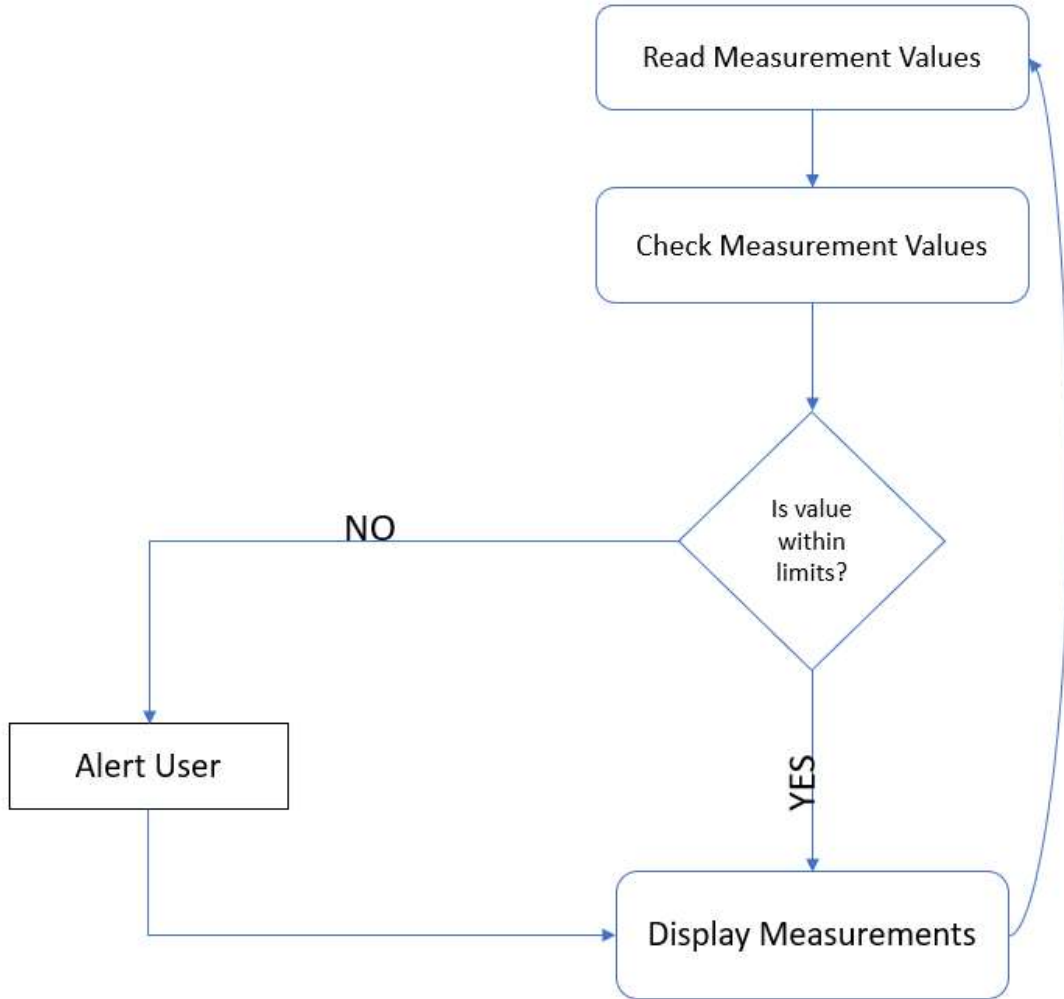 Read Measurement Values
Check Measurement Values
Is value
within
limits?
NO
Alert User
YES
Display Measurements